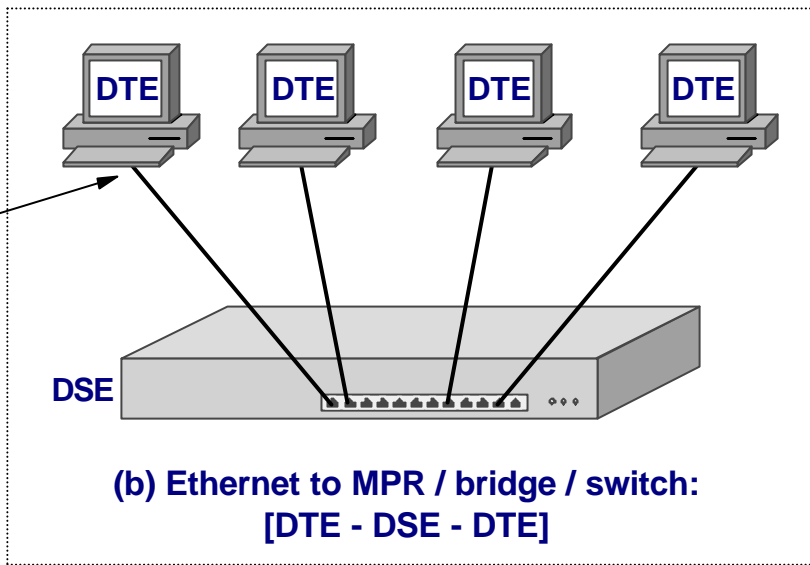 DTE DTE DTE DTE
DSE
(b) Ethernet to MPR / bridge / switch:
[DTE - DSE - DTE]